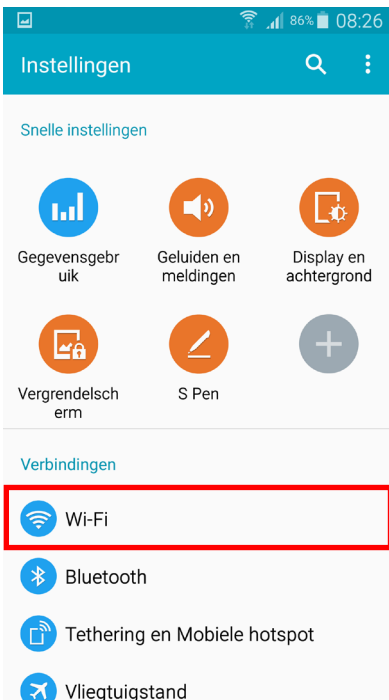 86% 08:26
Instellingen
Snelle instellingen
Gegevensgebr
uik
Geluiden en
meldingen
Display en
achtergrond
Vergrendelsch
erm
S Pen
Verbindingen
Wi-Fi
Bluetooth
Tethering en Mobiele hotspot
Vliegtuigstand